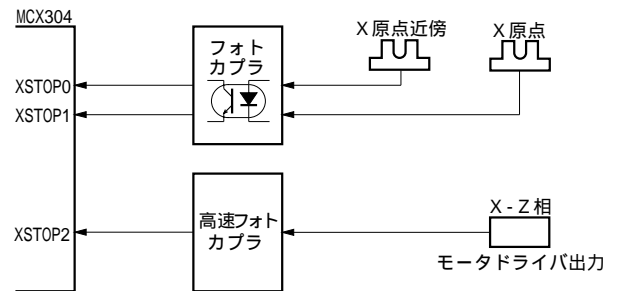 MCX304
X原点近傍
X原点
フォト
カプラ
XSTOP0
XSTOP1
X-Z相
高速フォト
カプラ
XSTOP2
モータドライバ出力